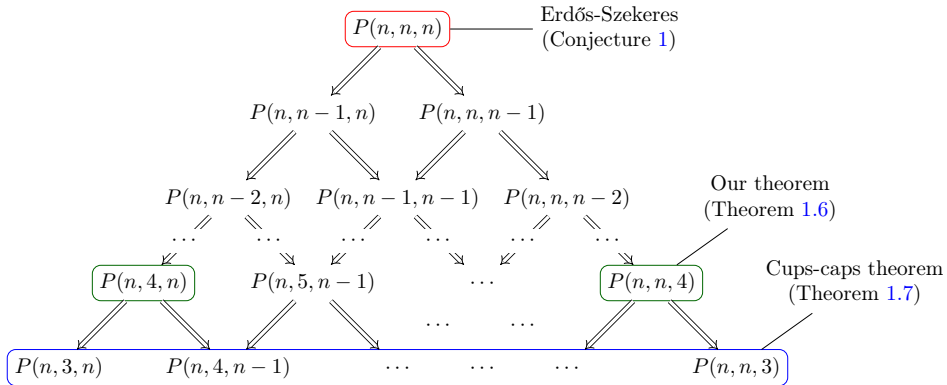 P(n, n, n)
Erdős-Szekeres
(Conjecture 1)
P(n, n − 1, n) P(n, n, n − 1)
P(n, n − 2, n) P(n, n − 1, n − 1) P(n, n, n − 2)
Our theorem
(Theorem 1.6)
··· ··· ··· ··· ··· ···
P(n, 4, n) P(n, 5, n − 1) ··· P(n, n, 4)
Cups-caps theorem
(Theorem 1.7)
··· ···
P(n, 3, n) P(n, 4, n − 1) ··· ··· ··· P(n, n, 3)